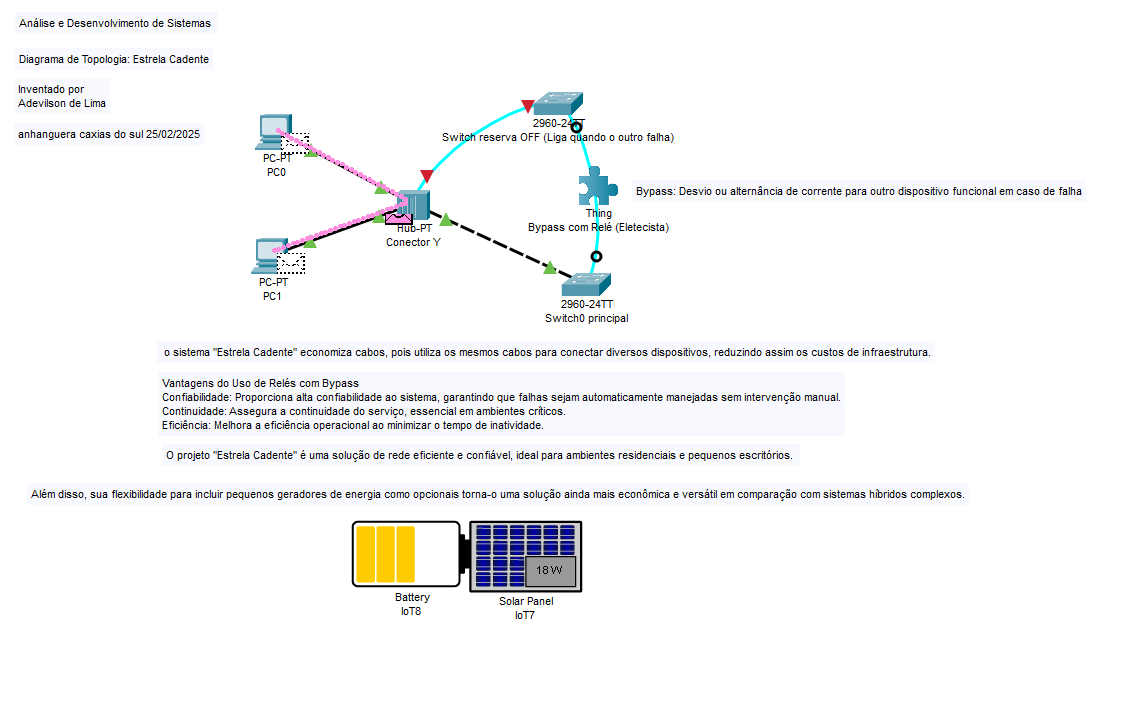 Análise e Desenvolvimento de Sistemas
Diagrama de Topologia: Estrela Cadente
Inventado por
Adevilson de Lima
anhanguera caxias do sul 25/02/2025
2960-24TT
Switch reserva OFF (Liga quando o outro falha)
PC-PT
PC0
Bypass: Desvio ou alternância de corrente para outro dispositivo funcional em caso de falha
Thing
Bypass com Relé (Eletecista)
Hub-PT
Conector Y
PC-PT
PC1
2960-24TT
Switch0 principal
o sistema "Estrela Cadente" economiza cabos, pois utiliza os mesmos cabos para conectar diversos dispositivos, reduzindo assim os custos de infraestrutura.
Vantagens do Uso de Relés com Bypass
Confiabilidade: Proporciona alta confiabilidade ao sistema, garantindo que falhas sejam automaticamente manejadas sem intervenção manual.
Continuidade: Assegura a continuidade do serviço, essencial em ambientes críticos.
Eficiência: Melhora a eficiência operacional ao minimizar o tempo de inatividade.
O projeto "Estrela Cadente" é uma solução de rede eficiente e confiável, ideal para ambientes residenciais e pequenos escritórios.
Além disso, sua flexibilidade para incluir pequenos geradores de energia como opcionais torna-o uma solução ainda mais econômica e versátil em comparação com sistemas híbridos complexos.
18 W
Battery
IoT8
Solar Panel
IoT7